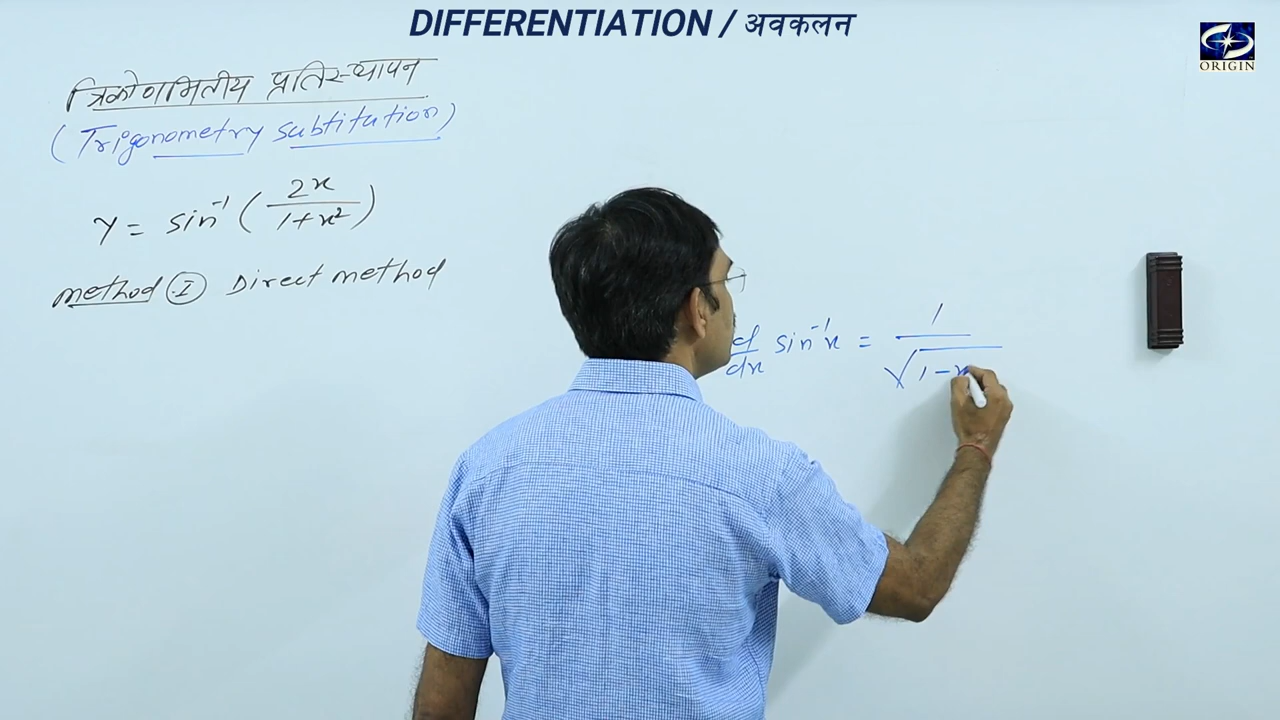 DIFFERENTIATION / अवकलन
ORIGIN
त्रिकोणमितीय प्रतिस्थापन
(Trigonometry substitution)
y = sin⁻¹ (2x / 1+x²)
method (I) Direct method
d/dx sin⁻¹x = 1 / √1-x